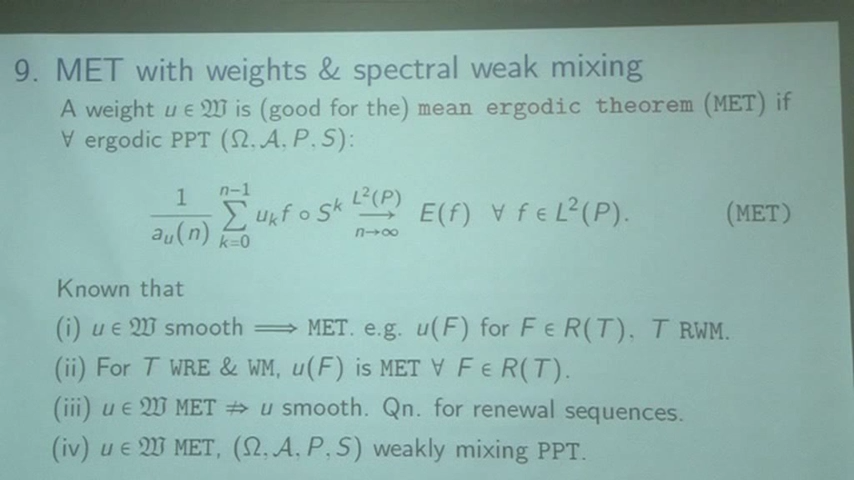 9. MET with weights & spectral weak mixing
A weight u ∈ 𝔚 is (good for the) mean ergodic theorem (MET) if
∀ ergodic PPT (Ω, A, P, S):
1/a_u(n) ∑_{k=0}^{n−1} u_k f ∘ S^k →^{L²(P)}_{n→∞} E(f) ∀ f ∈ L²(P). (MET)
Known that
(i) u ∈ 𝔚 smooth ⟹ MET. e.g. u(F) for F ∈ R(T), T RWM.
(ii) For T WRE & WM, u(F) is MET ∀ F ∈ R(T).
(iii) u ∈ 𝔚 MET ⇏ u smooth. Qn. for renewal sequences.
(iv) u ∈ 𝔚 MET, (Ω, A, P, S) weakly mixing PPT.